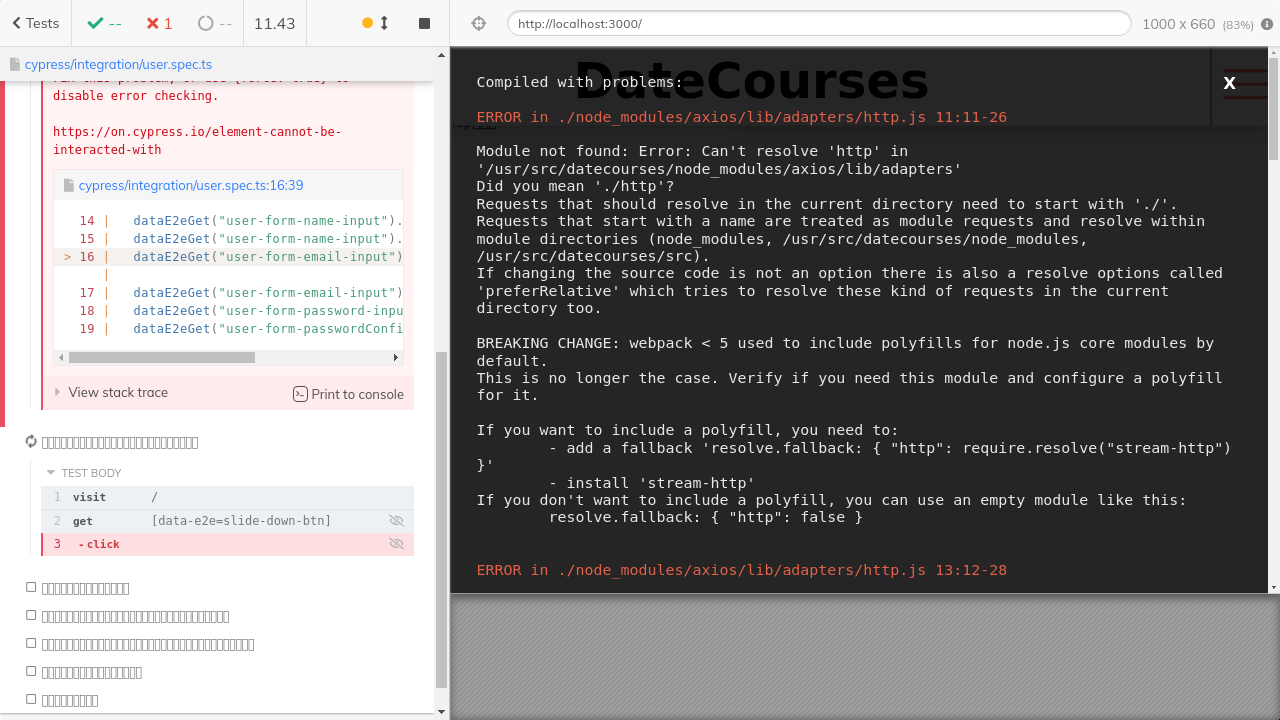 Tests
--
1
--
11.43
http://localhost:3000/
1000 x 660 (83%)
cypress/integration/user.spec.ts
disable error checking.
https://on.cypress.io/element-cannot-be-
interacted-with
cypress/integration/user.spec.ts:16:39
14 | dataE2eGet("user-form-name-input").
15 | dataE2eGet("user-form-name-input").
> 16 | dataE2eGet("user-form-email-input")
|
17 | dataE2eGet("user-form-email-input")
18 | dataE2eGet("user-form-password-inpu
19 | dataE2eGet("user-form-passwordConfi
View stack trace
Print to console
TEST BODY
1 visit /
2 get [data-e2e=slide-down-btn]
3 -click
DateCourses
Compiled with problems:
X
ERROR in ./node_modules/axios/lib/adapters/http.js 11:11-26
Module not found: Error: Can't resolve 'http' in
'/usr/src/datecourses/node_modules/axios/lib/adapters'
Did you mean './http'?
Requests that should resolve in the current directory need to start with './'.
Requests that start with a name are treated as module requests and resolve within
module directories (node_modules, /usr/src/datecourses/node_modules,
/usr/src/datecourses/src).
If changing the source code is not an option there is also a resolve options called
'preferRelative' which tries to resolve these kind of requests in the current
directory too.
BREAKING CHANGE: webpack < 5 used to include polyfills for node.js core modules by
default.
This is no longer the case. Verify if you need this module and configure a polyfill
for it.
If you want to include a polyfill, you need to:
- add a fallback 'resolve.fallback: { "http": require.resolve("stream-http")
}'
- install 'stream-http'
If you don't want to include a polyfill, you can use an empty module like this:
resolve.fallback: { "http": false }
ERROR in ./node_modules/axios/lib/adapters/http.js 13:12-28